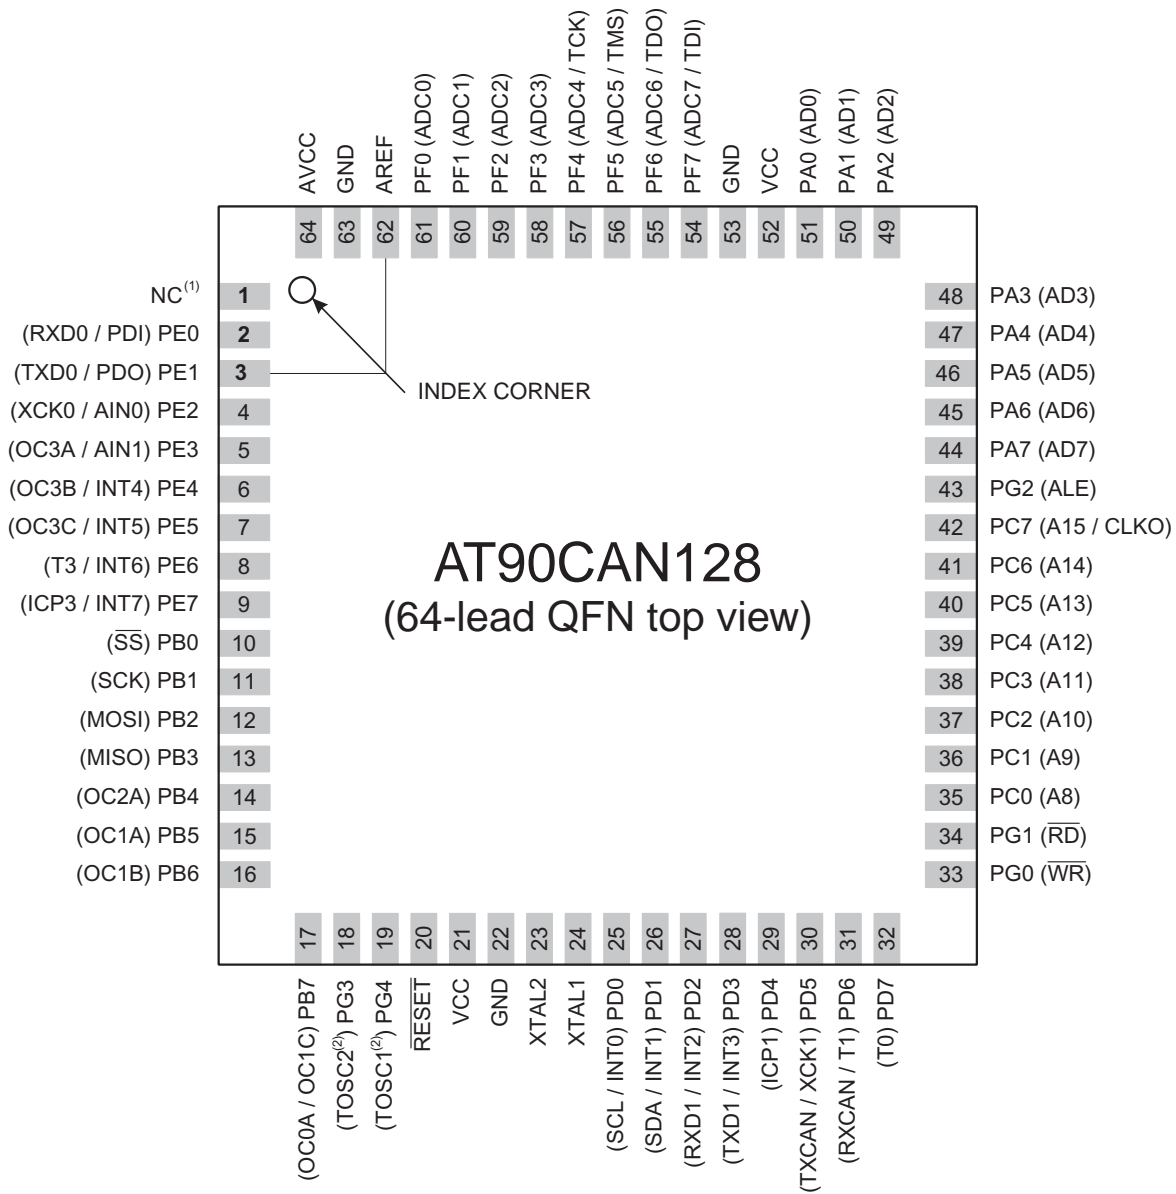 AVCC
GND
AREF
PF0 (ADC0)
PF1 (ADC1)
PF2 (ADC2)
PF3 (ADC3)
PF4 (ADC4 / TCK)
PF5 (ADC5 / TMS)
PF6 (ADC6 / TDO)
PF7 (ADC7 / TDI)
GND
VCC
PA0 (AD0)
PA1 (AD1)
PA2 (AD2)
64
63
62
61
60
59
58
57
56
55
54
53
52
51
50
49
NC(1) 1
(RXD0 / PDI) PE0 2
(TXD0 / PDO) PE1 3
(XCK0 / AIN0) PE2 4
(OC3A / AIN1) PE3 5
(OC3B / INT4) PE4 6
(OC3C / INT5) PE5 7
(T3 / INT6) PE6 8
(ICP3 / INT7) PE7 9
(SS) PB0 10
(SCK) PB1 11
(MOSI) PB2 12
(MISO) PB3 13
(OC2A) PB4 14
(OC1A) PB5 15
(OC1B) PB6 16
INDEX CORNER
AT90CAN128
(64-lead QFN top view)
48 PA3 (AD3)
47 PA4 (AD4)
46 PA5 (AD5)
45 PA6 (AD6)
44 PA7 (AD7)
43 PG2 (ALE)
42 PC7 (A15 / CLKO)
41 PC6 (A14)
40 PC5 (A13)
39 PC4 (A12)
38 PC3 (A11)
37 PC2 (A10)
36 PC1 (A9)
35 PC0 (A8)
34 PG1 (RD)
33 PG0 (WR)
17
18
19
20
21
22
23
24
25
26
27
28
29
30
31
32
(OC0A / OC1C) PB7
(TOSC2(2)) PG3
(TOSC1(2)) PG4
RESET
VCC
GND
XTAL2
XTAL1
(SCL / INT0) PD0
(SDA / INT1) PD1
(RXD1 / INT2) PD2
(TXD1 / INT3) PD3
(ICP1) PD4
(TXCAN / XCK1) PD5
(RXCAN / T1) PD6
(T0) PD7